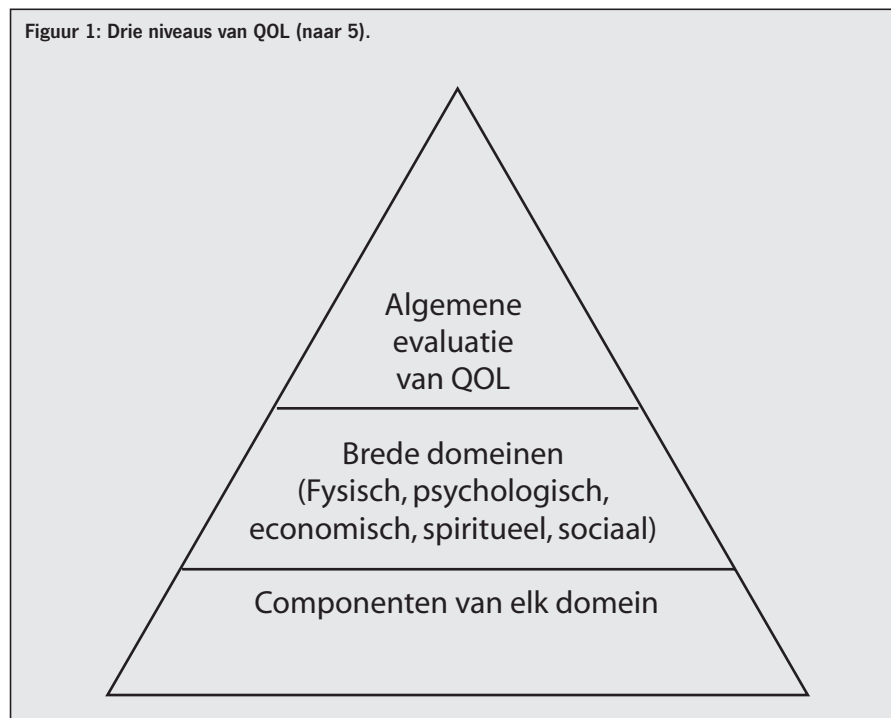 Figuur 1: Drie niveaus van QOL (naar 5).
Algemene
evaluatie
van QOL
Brede domeinen
(Fysisch, psychologisch,
economisch, spiritueel, sociaal)
Componenten van elk domein